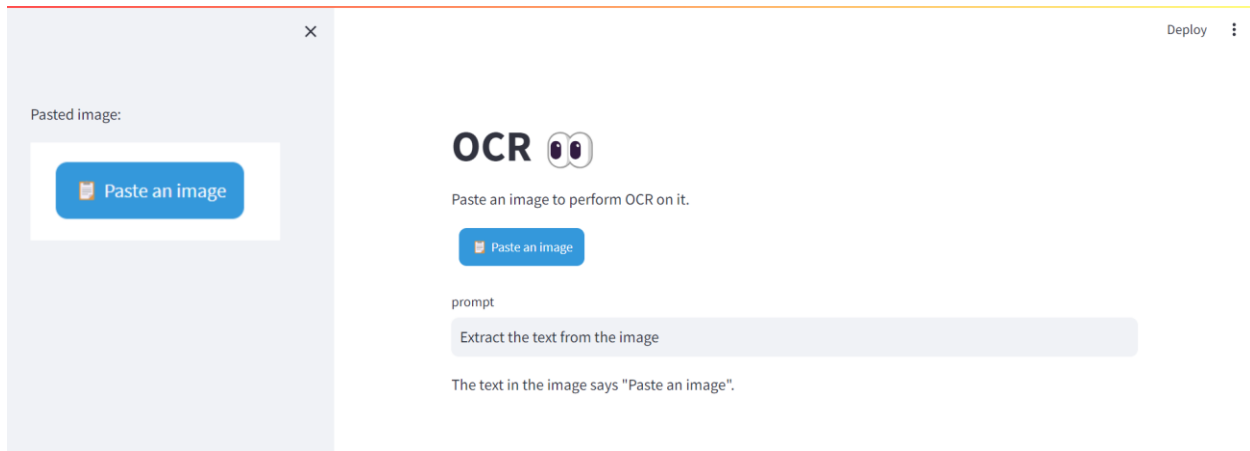 Deploy
Pasted image:
📋 Paste an image
OCR 👀
Paste an image to perform OCR on it.
📋 Paste an image
prompt
Extract the text from the image
The text in the image says "Paste an image".